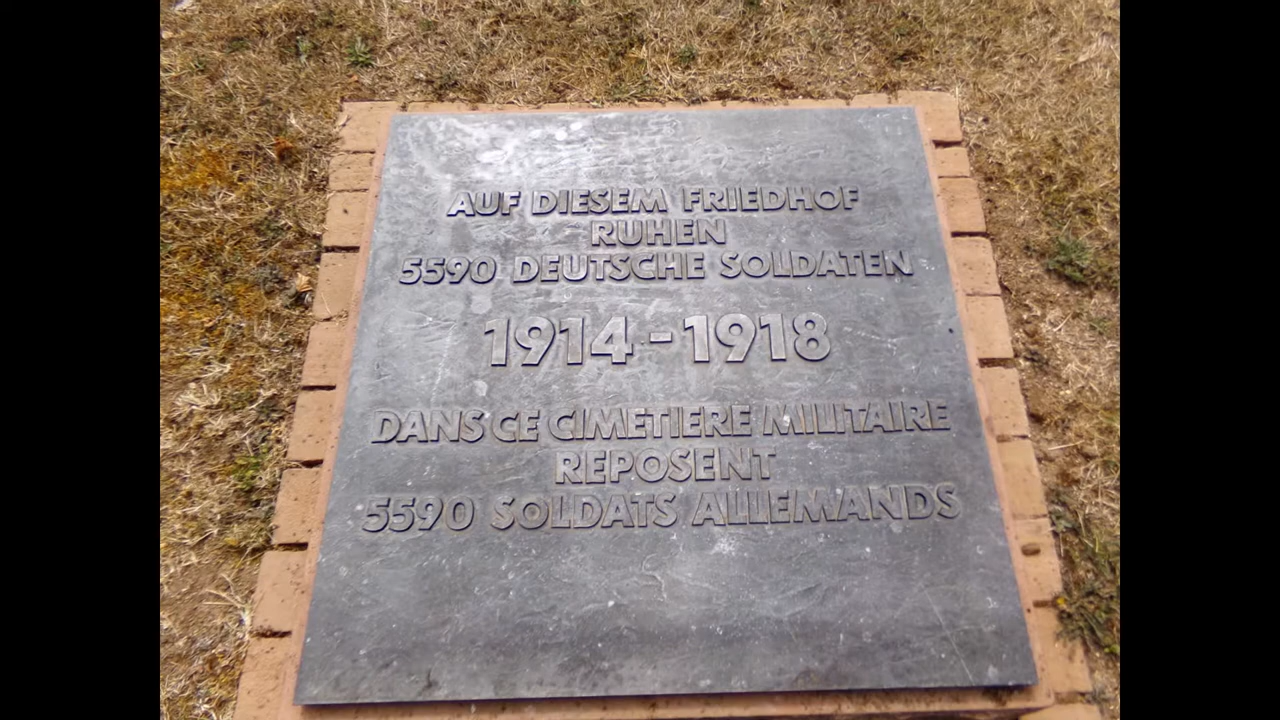 AUF DIESEM FRIEDHOF
RUHEN
5590 DEUTSCHE SOLDATEN
1914-1918
DANS CE CIMETIERE MILITAIRE
REPOSENT
5590 SOLDATS ALLEMANDS